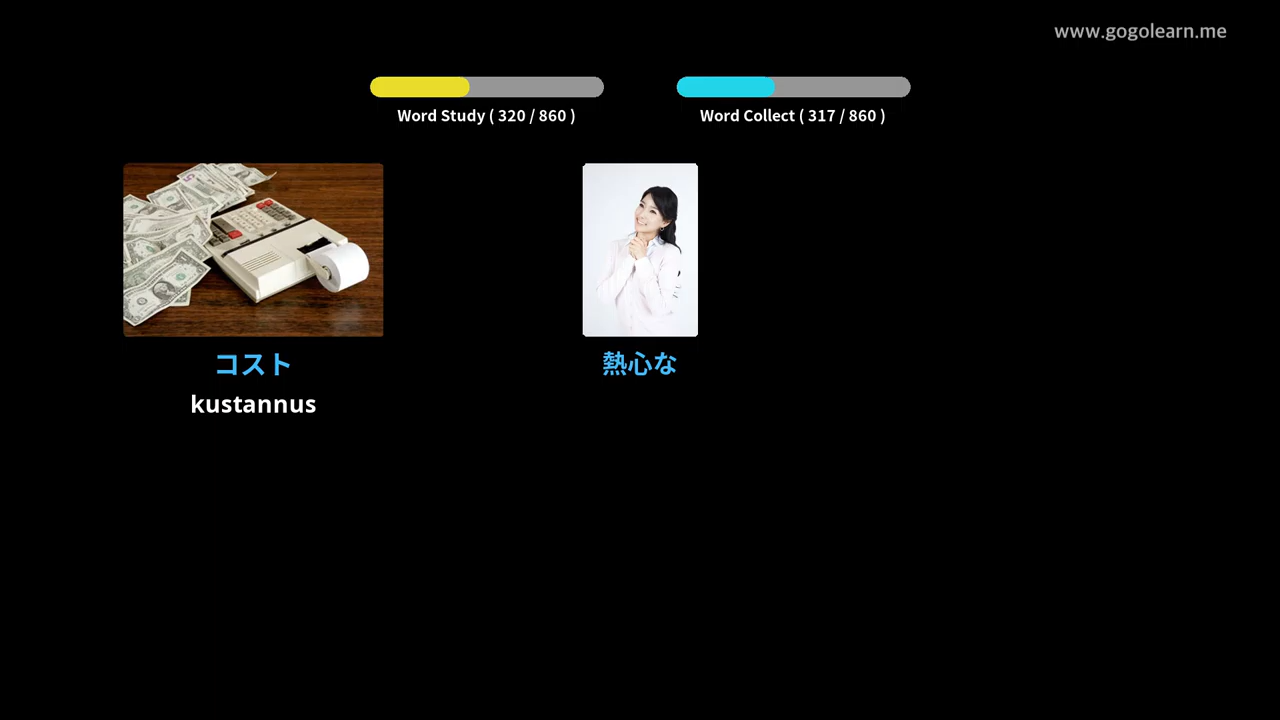 www.gogolearn.me
Word Study ( 320 / 860 )
Word Collect ( 317 / 860 )
コスト
kustannus
熱心な